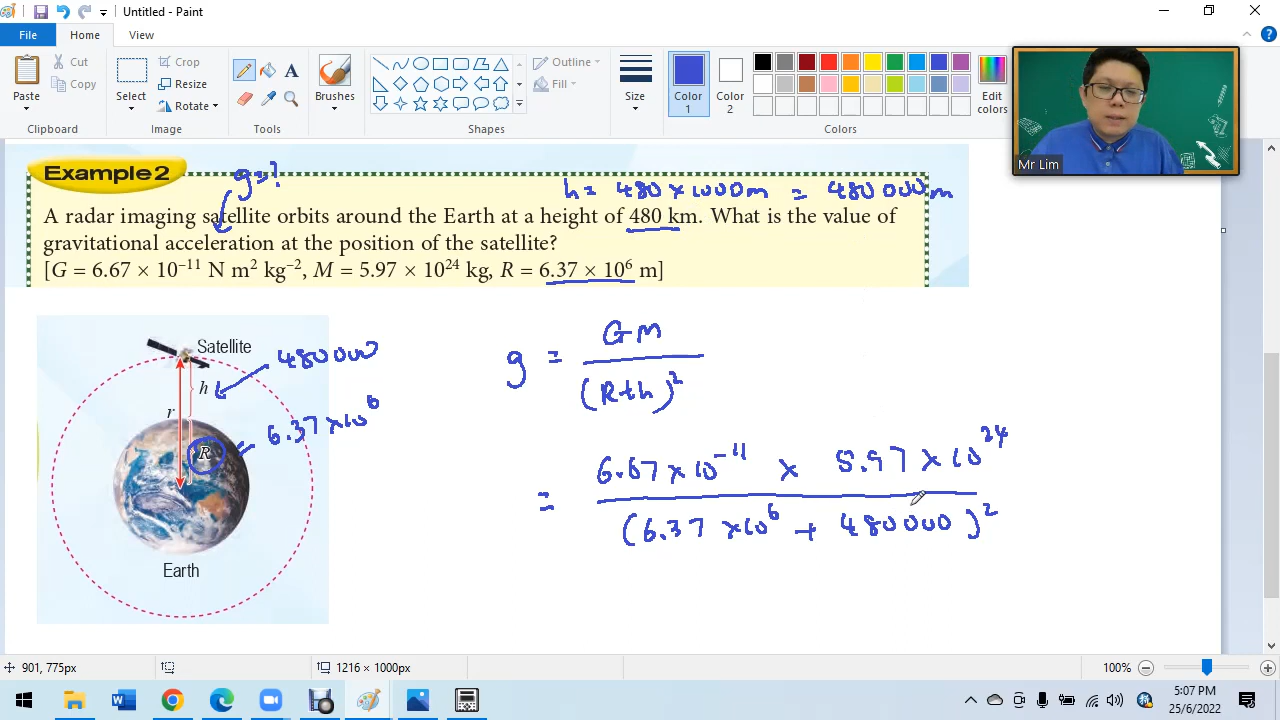 Untitled - Paint
File
Home
View
Paste
Cut
Copy
Clipboard
Select
Crop
Resize
Rotate
Image
A
Tools
Brushes
Outline
Fill
Shapes
Size
Color 1
Color 2
Edit colors
Colors
Mr Lim
Example 2
g=?
h = 480 × 1000m = 480 000 m
A radar imaging satellite orbits around the Earth at a height of 480 km. What is the value of
gravitational acceleration at the position of the satellite?
[G = 6.67 × 10⁻¹¹ N m² kg⁻², M = 5.97 × 10²⁴ kg, R = 6.37 × 10⁶ m]
Satellite
480 000
h
r
R
= 6.37 × 10⁶
Earth
g = GM
(R+h)²
= 6.67 × 10⁻¹¹ × 5.97 × 10²⁴
(6.37 × 10⁶ + 480000)²
901, 775px
1216 × 1000px
100%
5:07 PM
25/6/2022